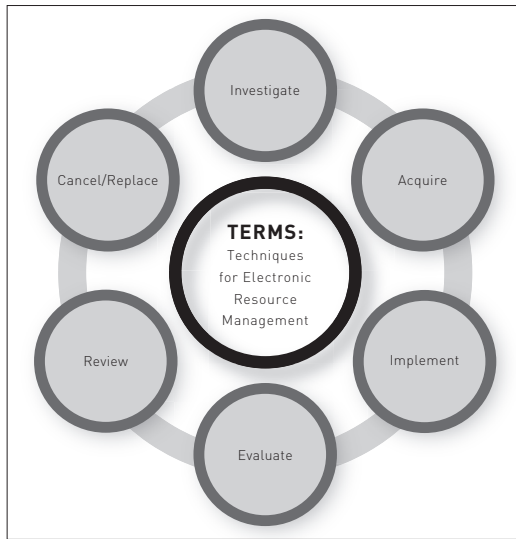 Investigate
Cancel/Replace
Acquire
TERMS:
Techniques
for Electronic
Resource
Management
Review
Implement
Evaluate